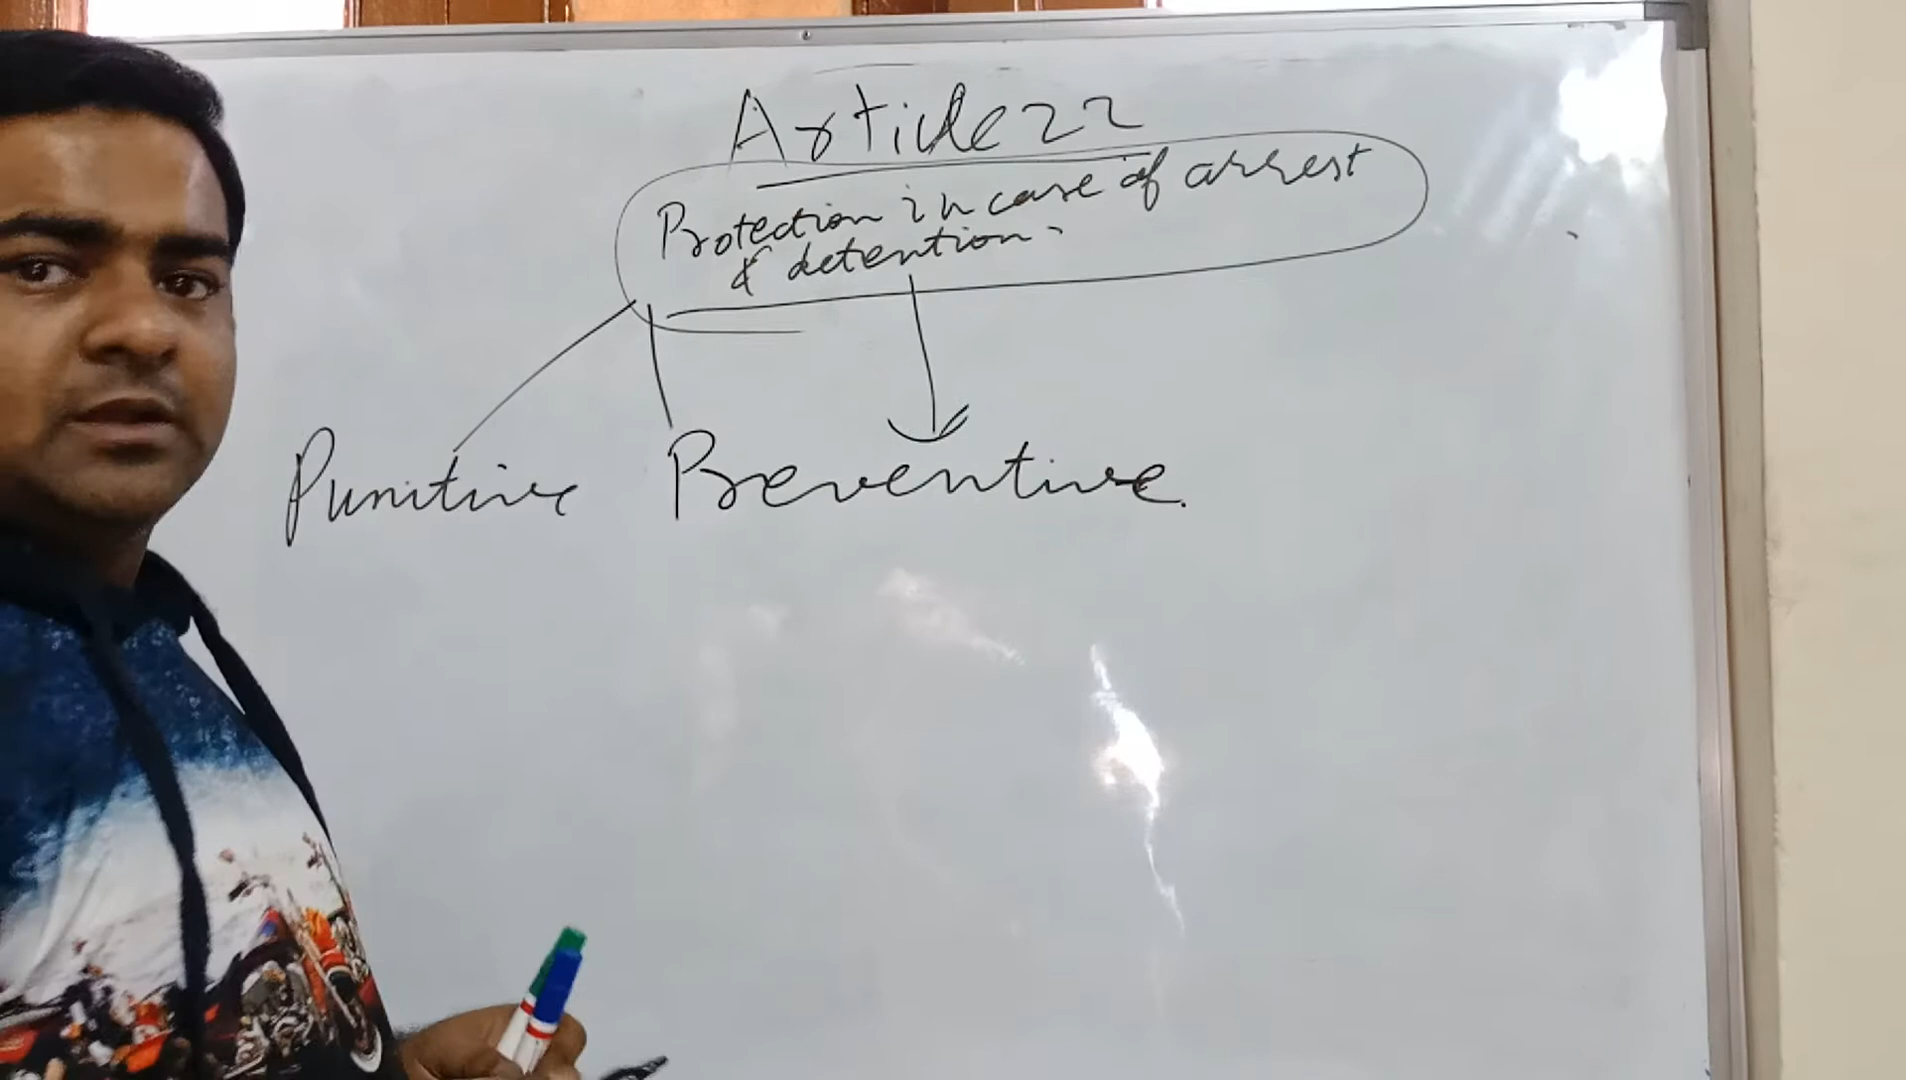 Article 22
Protection in case of arrest
& detention.
Punitive Preventive.